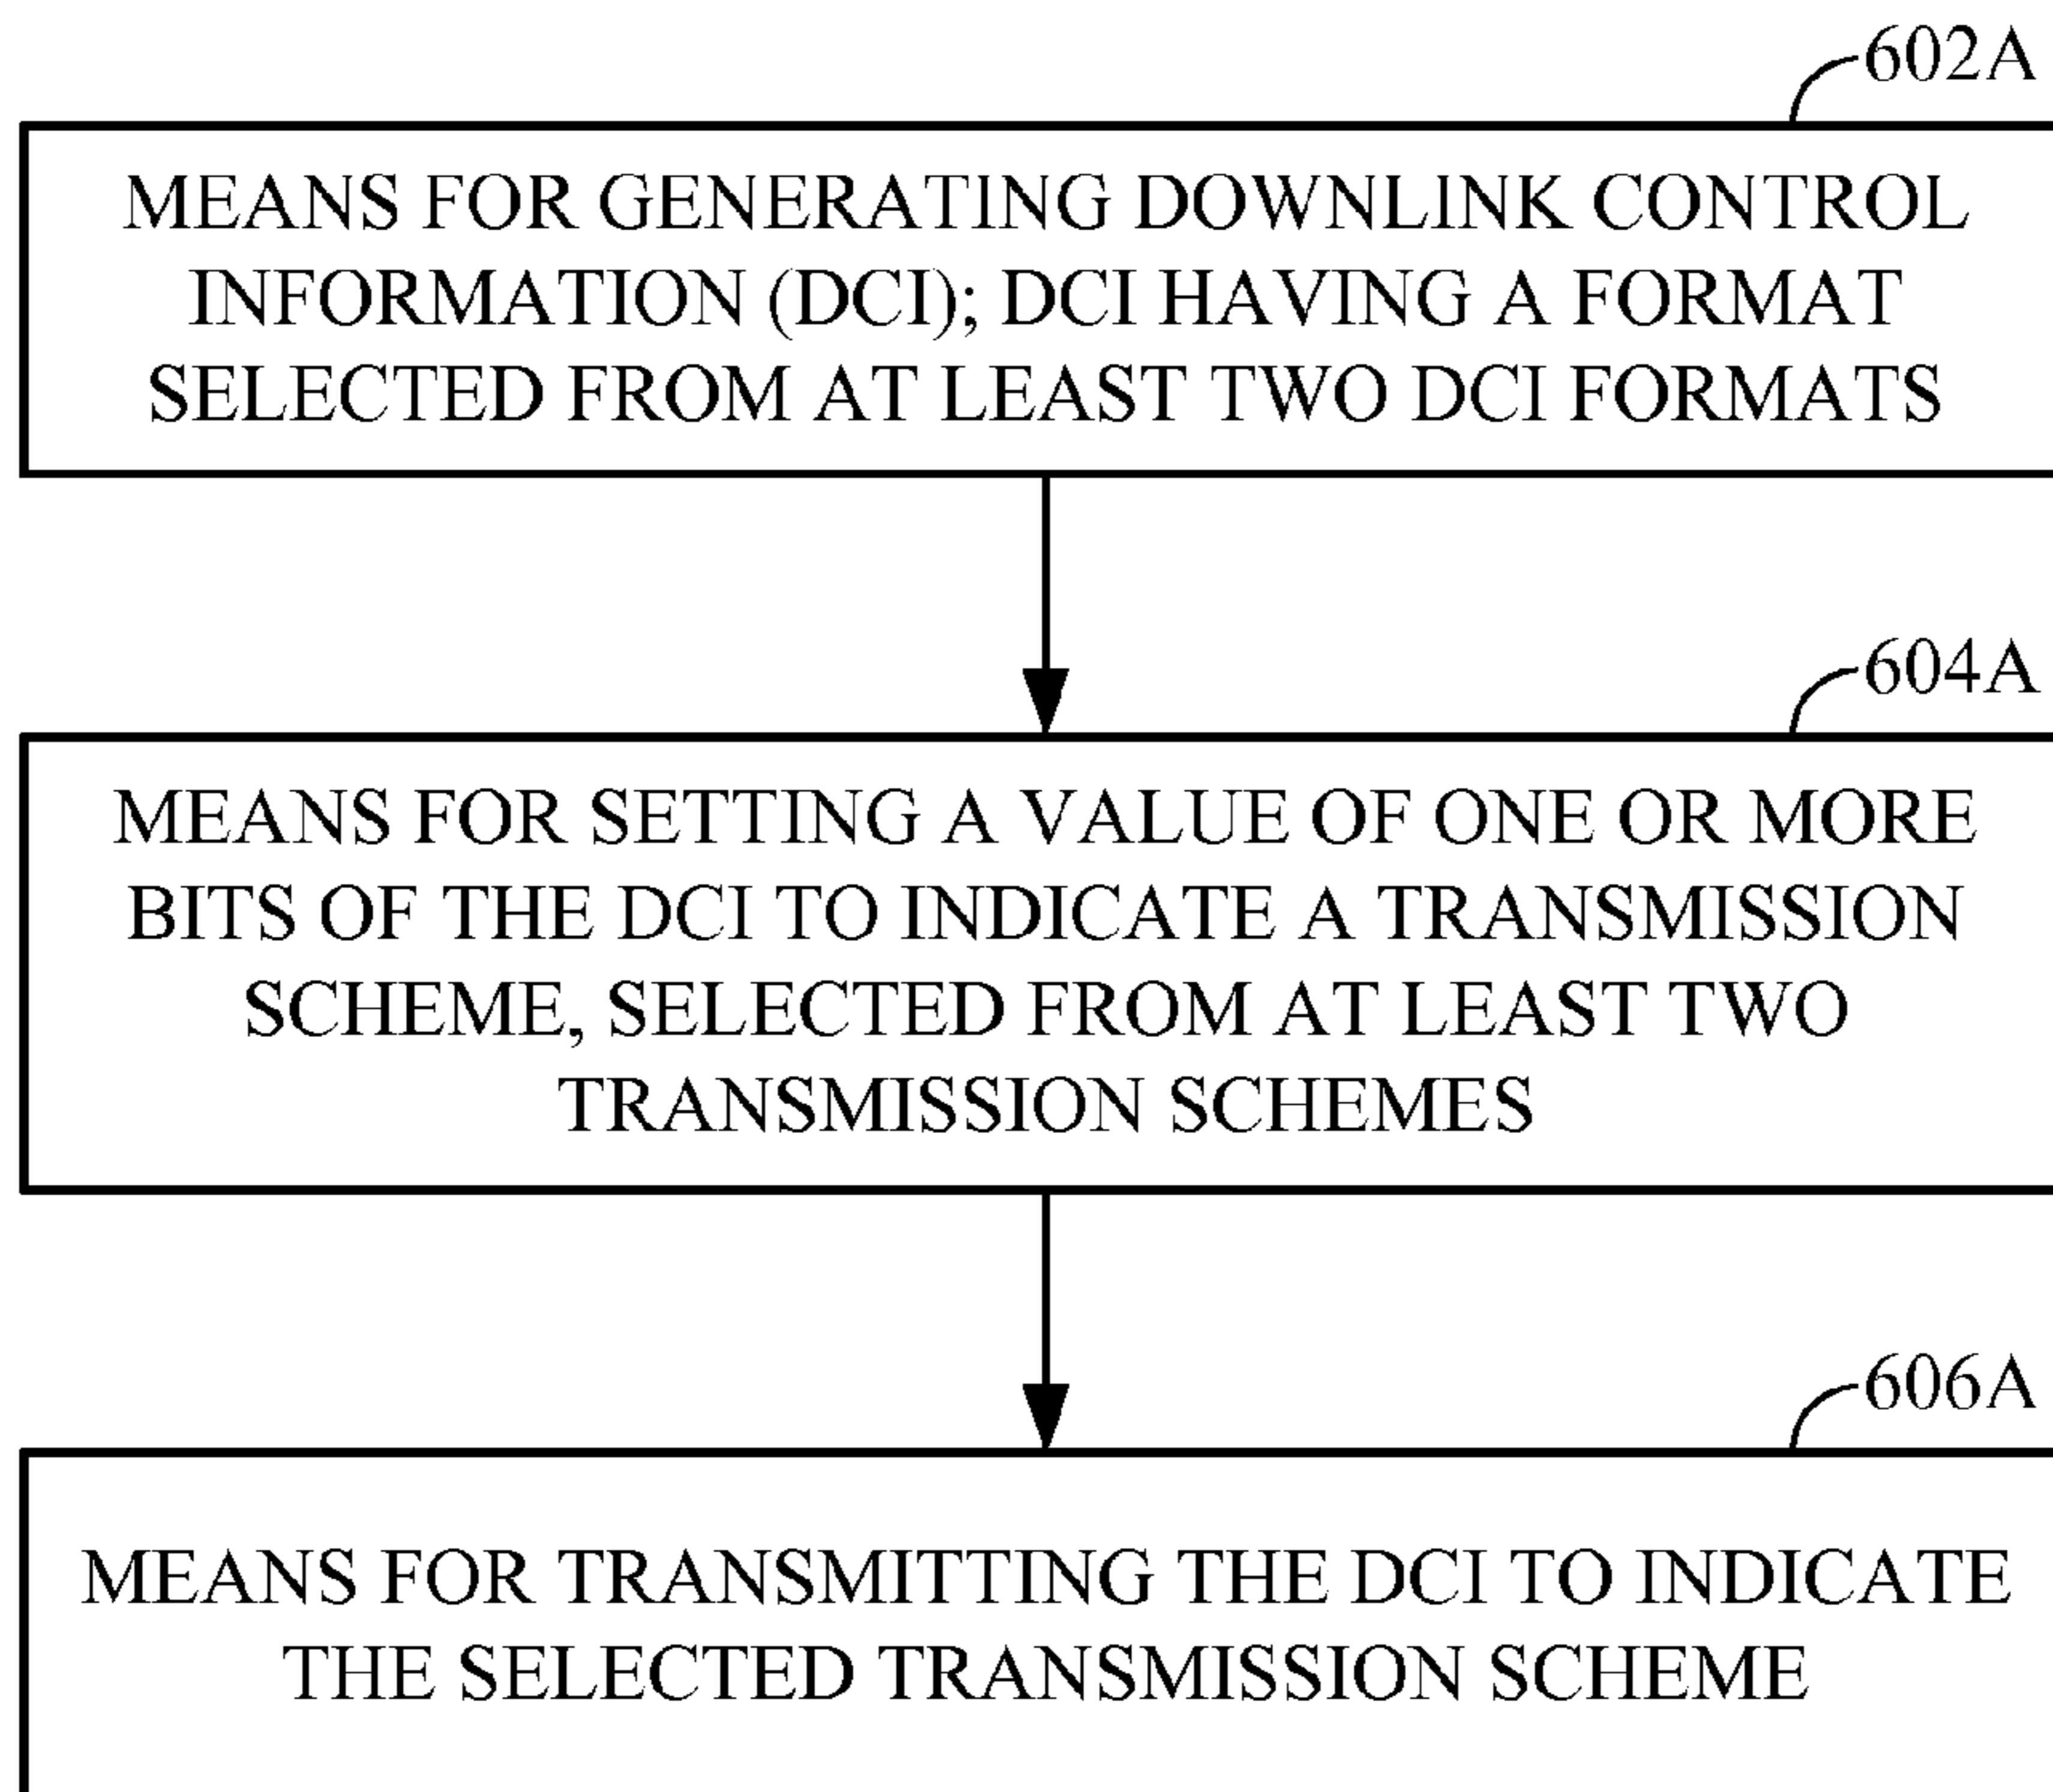 602A
MEANS FOR GENERATING DOWNLINK CONTROL
INFORMATION (DCI); DCI HAVING A FORMAT
SELECTED FROM AT LEAST TWO DCI FORMATS
604A
MEANS FOR SETTING A VALUE OF ONE OR MORE
BITS OF THE DCI TO INDICATE A TRANSMISSION
SCHEME, SELECTED FROM AT LEAST TWO
TRANSMISSION SCHEMES
606A
MEANS FOR TRANSMITTING THE DCI TO INDICATE
THE SELECTED TRANSMISSION SCHEME